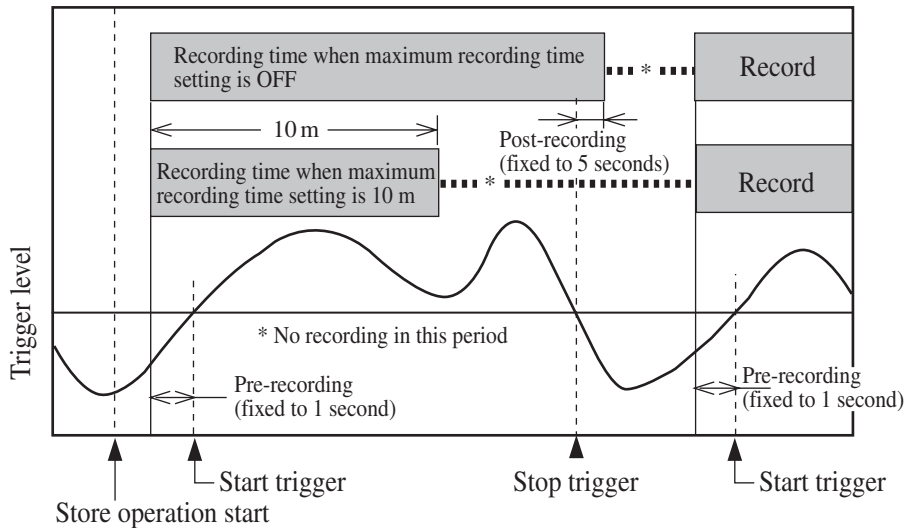 Recording time when maximum recording time
setting is OFF
*
Record
10 m
Post-recording
(fixed to 5 seconds)
Recording time when maximum
recording time setting is 10 m
*
Record
Trigger level
* No recording in this period
Pre-recording
(fixed to 1 second)
Pre-recording
(fixed to 1 second)
Start trigger
Stop trigger
Start trigger
Store operation start